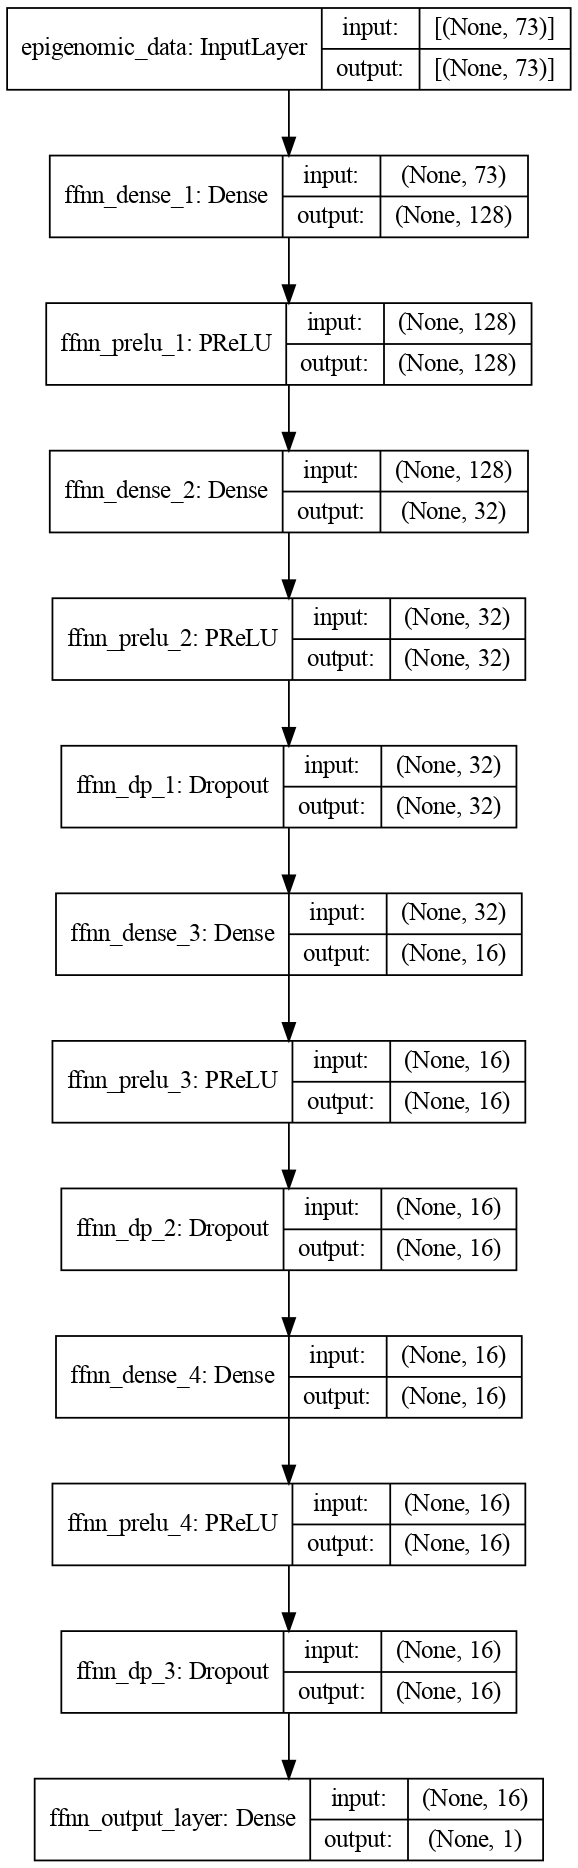 epigenomic_data: InputLayer
input: [(None, 73)]
output: [(None, 73)]
ffnn_dense_1: Dense
input: (None, 73)
output: (None, 128)
ffnn_prelu_1: PReLU
input: (None, 128)
output: (None, 128)
ffnn_dense_2: Dense
input: (None, 128)
output: (None, 32)
ffnn_prelu_2: PReLU
input: (None, 32)
output: (None, 32)
ffnn_dp_1: Dropout
input: (None, 32)
output: (None, 32)
ffnn_dense_3: Dense
input: (None, 32)
output: (None, 16)
ffnn_prelu_3: PReLU
input: (None, 16)
output: (None, 16)
ffnn_dp_2: Dropout
input: (None, 16)
output: (None, 16)
ffnn_dense_4: Dense
input: (None, 16)
output: (None, 16)
ffnn_prelu_4: PReLU
input: (None, 16)
output: (None, 16)
ffnn_dp_3: Dropout
input: (None, 16)
output: (None, 16)
ffnn_output_layer: Dense
input: (None, 16)
output: (None, 1)